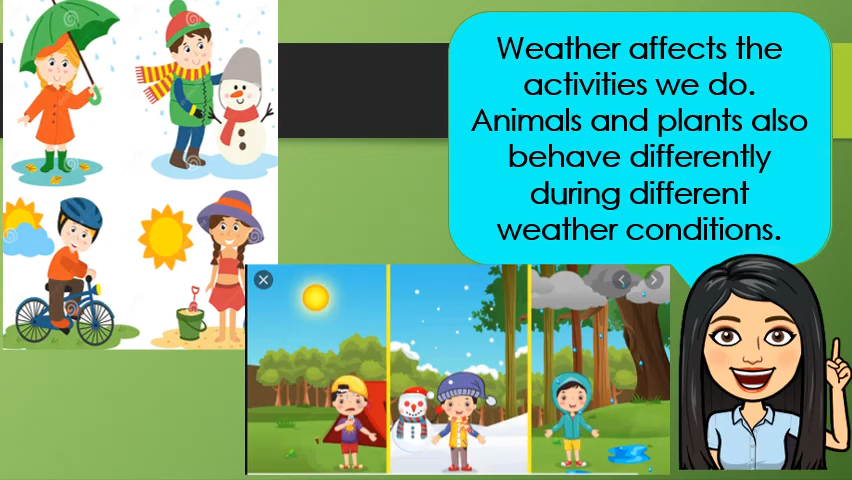 Weather affects the
activities we do.
Animals and plants also
behave differently
during different
weather conditions.